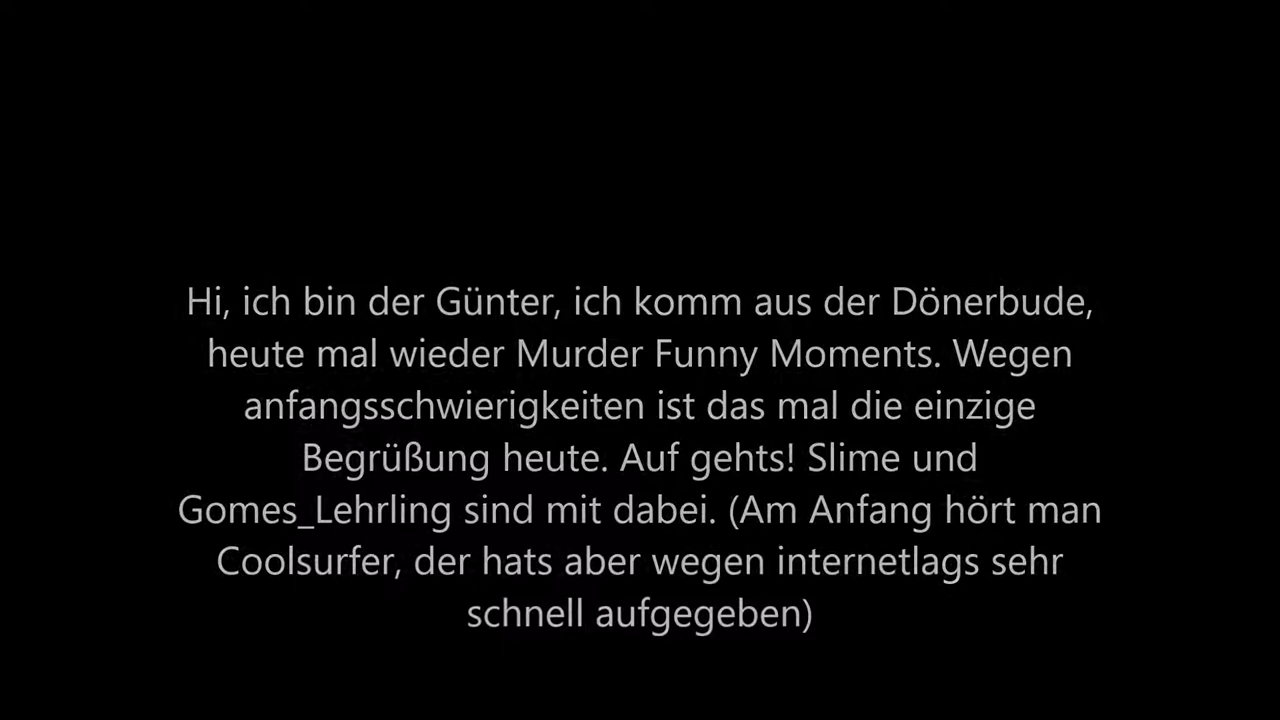 Hi, ich bin der Günter, ich komm aus der Dönerbude,
heute mal wieder Murder Funny Moments. Wegen
anfangsschwierigkeiten ist das mal die einzige
Begrüßung heute. Auf gehts! Slime und
Gomes_Lehrling sind mit dabei. (Am Anfang hört man
Coolsurfer, der hats aber wegen internetlags sehr
schnell aufgegeben)